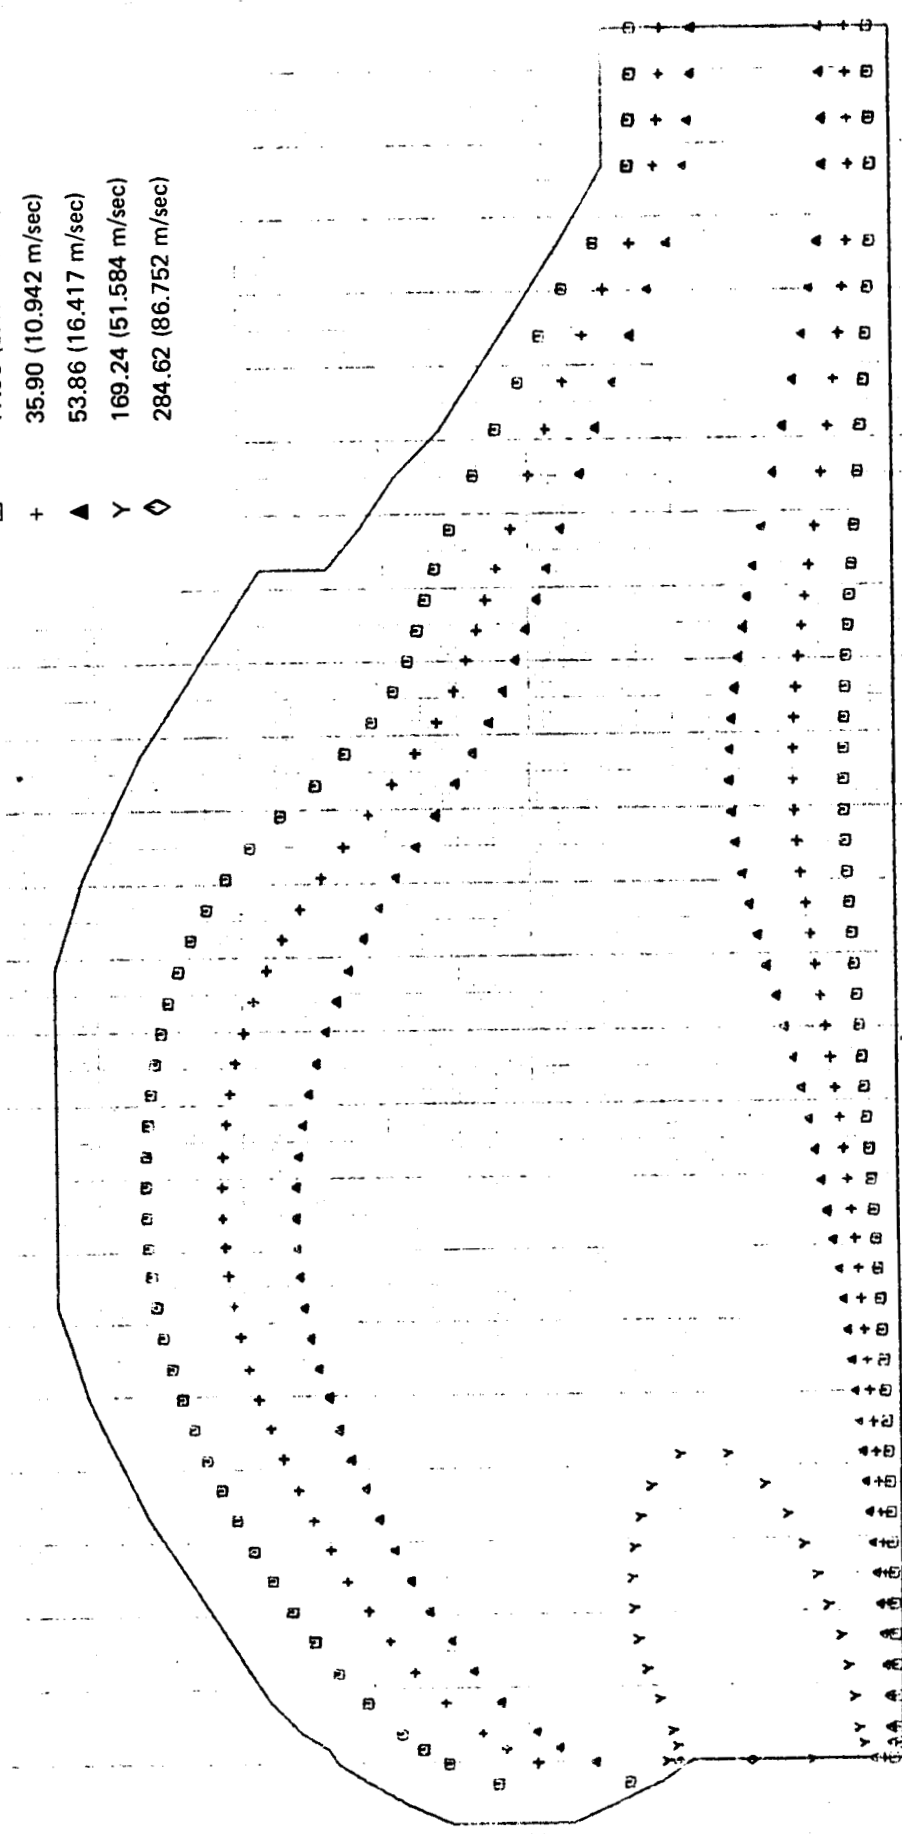 + 35.90 (10.942 m/sec)
▲ 53.86 (16.417 m/sec)
Y 169.24 (51.584 m/sec)
◇ 284.62 (86.752 m/sec)